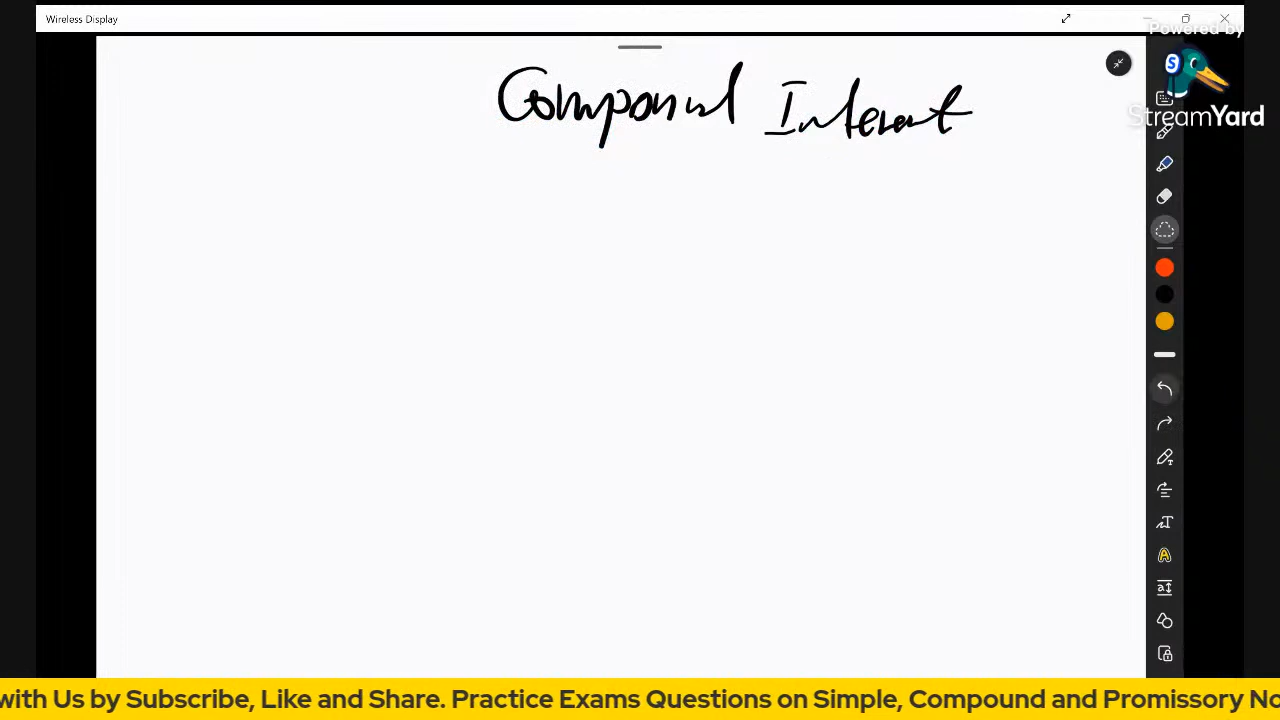 Wireless Display
Powered by
StreamYard
Compound Interest
with Us by Subscribe, Like and Share. Practice Exams Questions on Simple, Compound and Promissory No